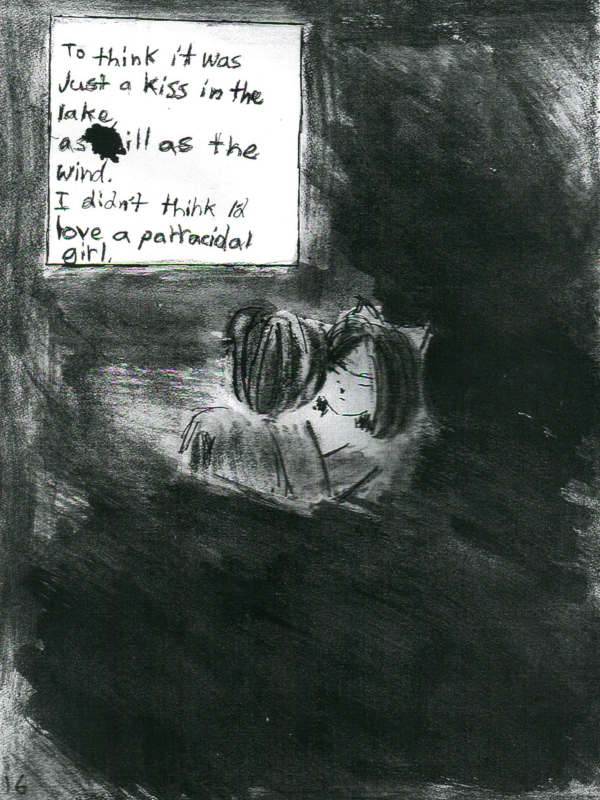 To think it was
Just a kiss in the
lake,
as ill as the
wind.
I didn't think I'd
love a patracidal
girl.
16